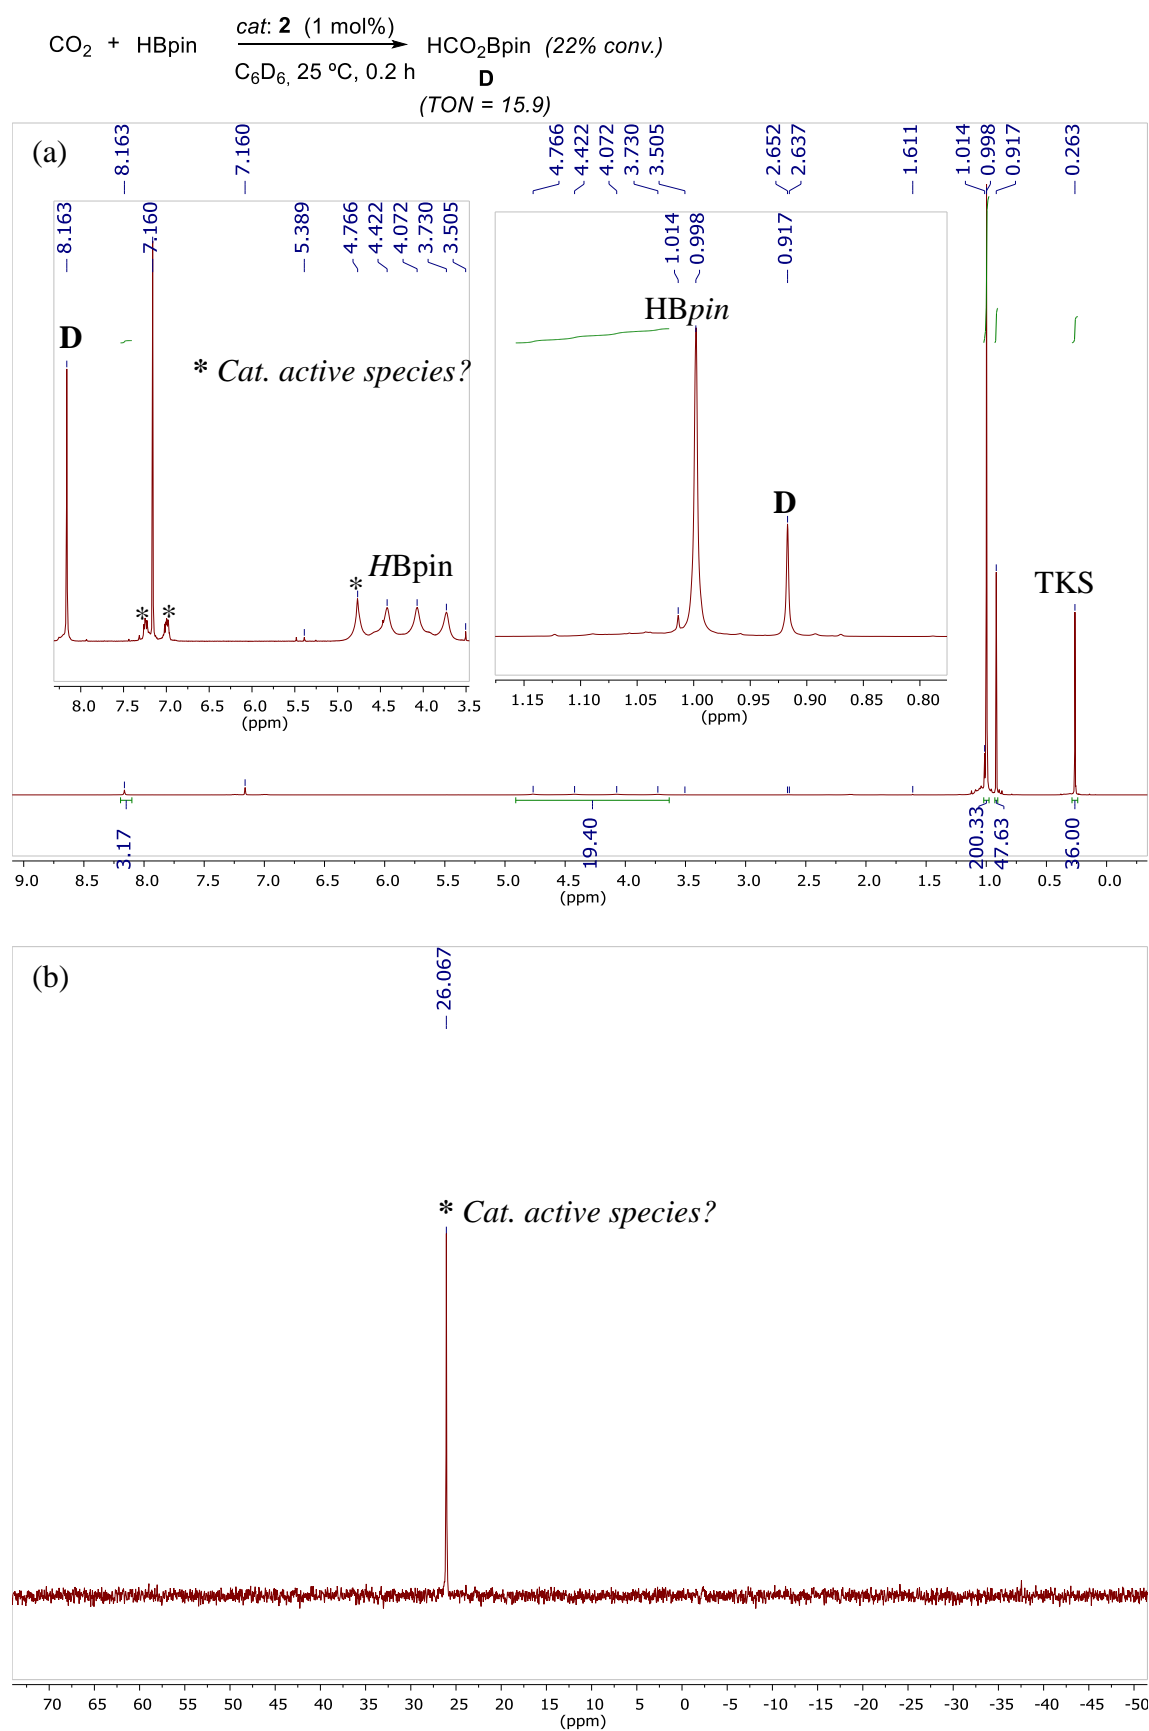 cat: 2 (1 mol%)
CO2 + HBpin HCO2Bpin (22% conv.)
C6D6, 25 ºC, 0.2 h D
(TON = 15.9)
(a)
8.163 7.160 4.766 4.422 4.072 3.730 3.505 2.652 2.637 1.611 1.014 0.998 0.917 0.263
8.163 7.160 5.389 4.766 4.422 4.072 3.730 3.505
1.014 0.998 0.917
HBpin
D
* Cat. active species?
D
HBpin
TKS
* * *
8.0 7.5 7.0 6.5 6.0 5.5 5.0 4.5 4.0 3.5
(ppm)
1.15 1.10 1.05 1.00 0.95 0.90 0.85 0.80
(ppm)
3.17 19.40 200.33 47.63 36.00
9.0 8.5 8.0 7.5 7.0 6.5 6.0 5.5 5.0 4.5 4.0 3.5 3.0 2.5 2.0 1.5 1.0 0.5 0.0
(ppm)
(b)
26.067
* Cat. active species?
70 65 60 55 50 45 40 35 30 25 20 15 10 5 0 -5 -10 -15 -20 -25 -30 -35 -40 -45 -50
(ppm)